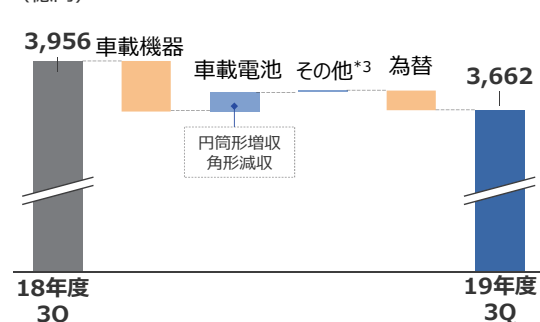 (億円)
3,956
車載機器
車載電池
その他*3
為替
3,662
円筒形増収
角形減収
18年度
3Q
19年度
3Q